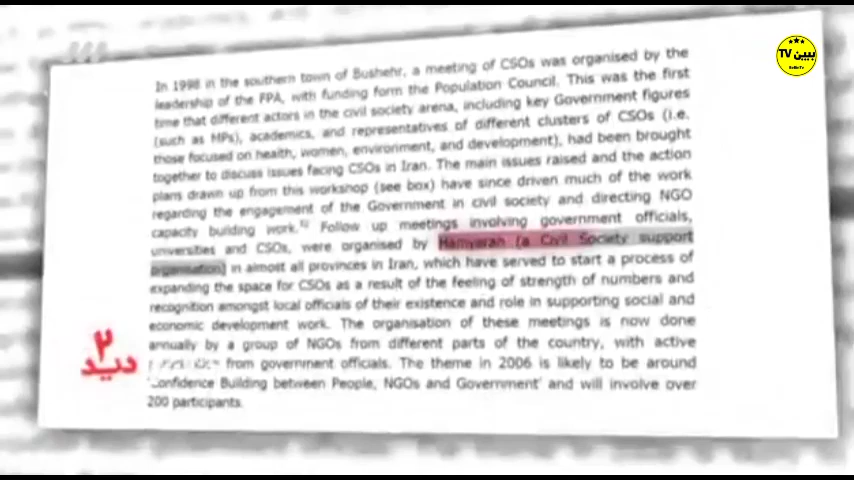 ببین TV
BeBinTv
In 1998 in the southern town of Bushehr, a meeting of CSOs was organised by the
leadership of the FPA, with funding form the Population Council. This was the first
time that different actors in the civil society arena, including key Government figures
(such as MPs), academics, and representatives of different clusters of CSOs (i.e.
those focused on health, women, environment, and development), had been brought
together to discuss issues facing CSOs in Iran. The main issues raised and the action
plans drawn up from this workshop (see box) have since driven much of the work
regarding the engagement of the Government in civil society and directing NGO
capacity building work. Follow up meetings involving government officials,
universities and CSOs, were organised by Hamyaran (a Civil Society support
organisation) in almost all provinces in Iran, which have served to start a process of
expanding the space for CSOs as a result of the feeling of strength of numbers and
recognition amongst local officials of their existence and role in supporting social and
economic development work. The organisation of these meetings is now done
annually by a group of NGOs from different parts of the country, with active
from government officials. The theme in 2006 is likely to be around
Confidence Building between People, NGOs and Government' and will involve over
200 participants.
۲
دید